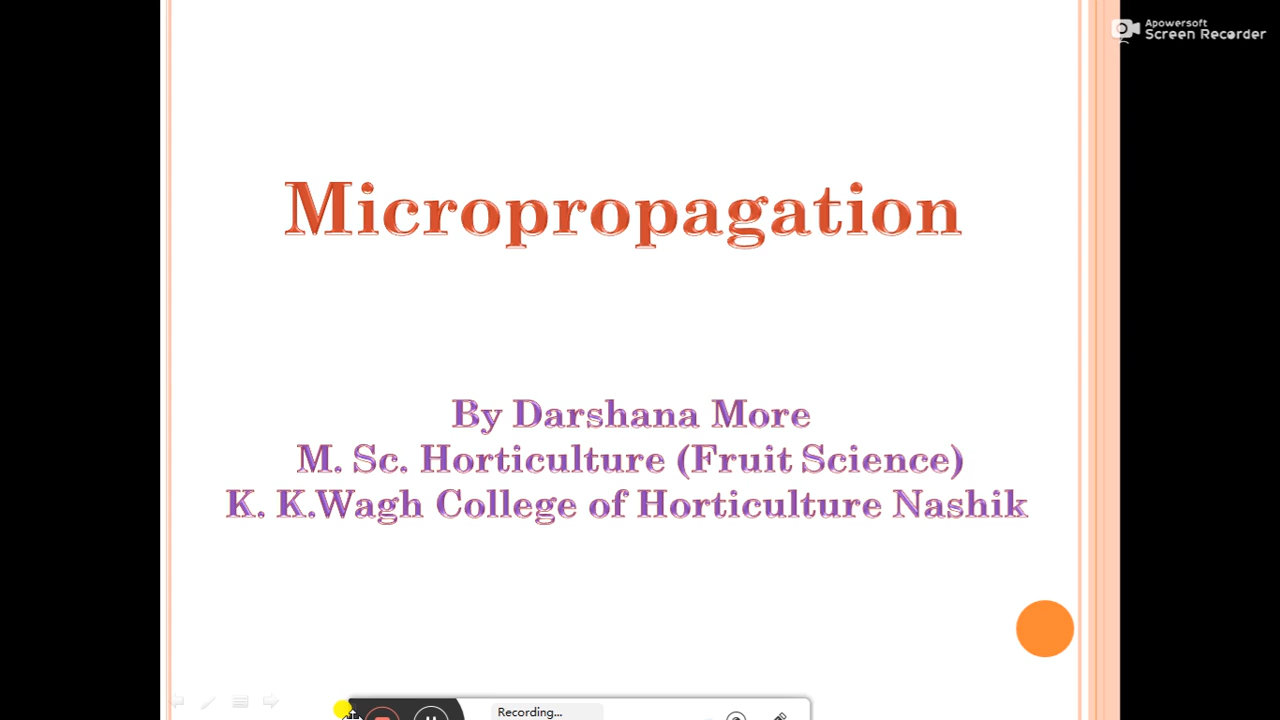 Apowersoft
Screen Recorder
Micropropagation
By Darshana More
M. Sc. Horticulture (Fruit Science)
K. K.Wagh College of Horticulture Nashik
Recording...